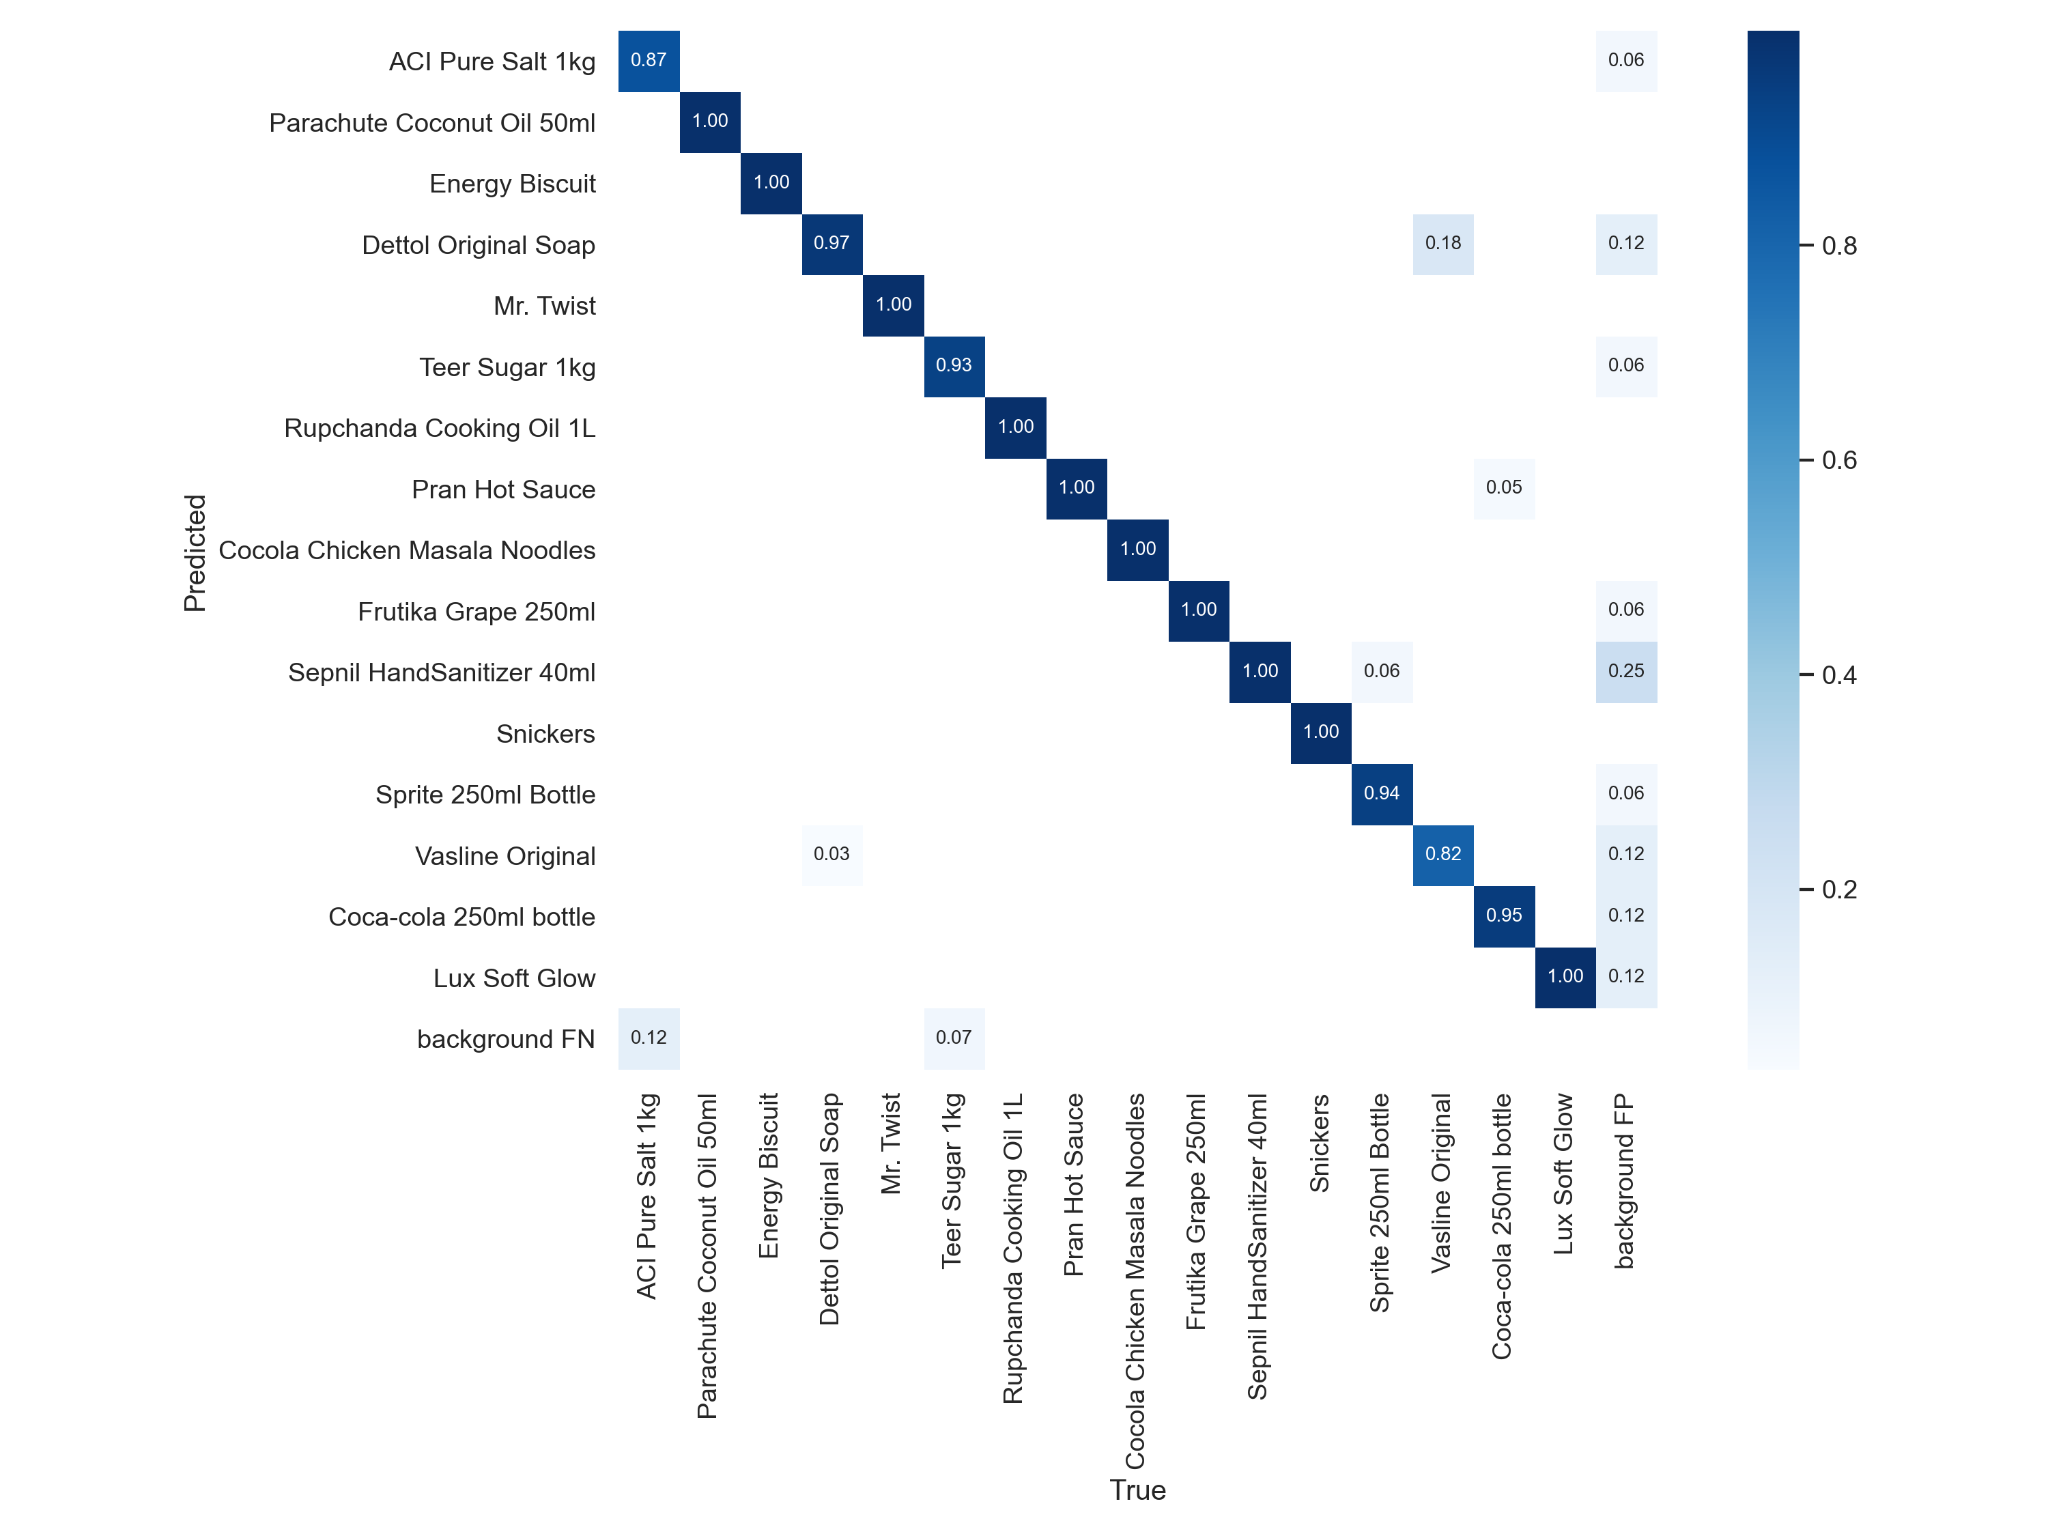 ACI Pure Salt 1kg 0.87 0.06
Parachute Coconut Oil 50ml 1.00
Energy Biscuit 1.00
Dettol Original Soap 0.97 0.18 0.12
0.8
Mr. Twist 1.00
Teer Sugar 1kg 0.93 0.06
Rupchanda Cooking Oil 1L 1.00
0.6
Pran Hot Sauce 1.00 0.05
Predicted
Cocola Chicken Masala Noodles 1.00
Frutika Grape 250ml 1.00 0.06
Sepnil HandSanitizer 40ml 1.00 0.06 0.25
0.4
Snickers 1.00
Sprite 250ml Bottle 0.94 0.06
Vasline Original 0.03 0.82 0.12
0.2
Coca-cola 250ml bottle 0.95 0.12
Lux Soft Glow 1.00 0.12
background FN 0.12 0.07
ACI Pure Salt 1kg
Parachute Coconut Oil 50ml
Energy Biscuit
Dettol Original Soap
Mr. Twist
Teer Sugar 1kg
Rupchanda Cooking Oil 1L
Pran Hot Sauce
Cocola Chicken Masala Noodles
Frutika Grape 250ml
Sepnil HandSanitizer 40ml
Snickers
Sprite 250ml Bottle
Vasline Original
Coca-cola 250ml bottle
Lux Soft Glow
background FP
True